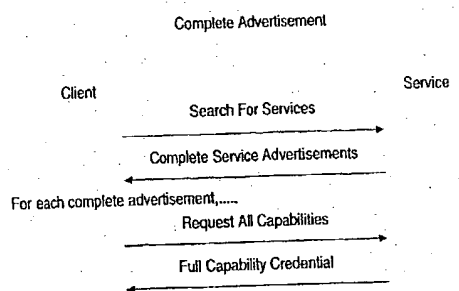 Complete Advertisement
Client
Service
Search For Services
Complete Service Advertisements
For each complete advertisement,.....
Request All Capabilities
Full Capability Credential